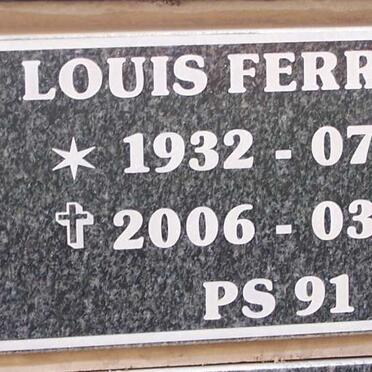 LOUIS FERR
* 1932 - 07
✝ 2006 - 03
PS 91